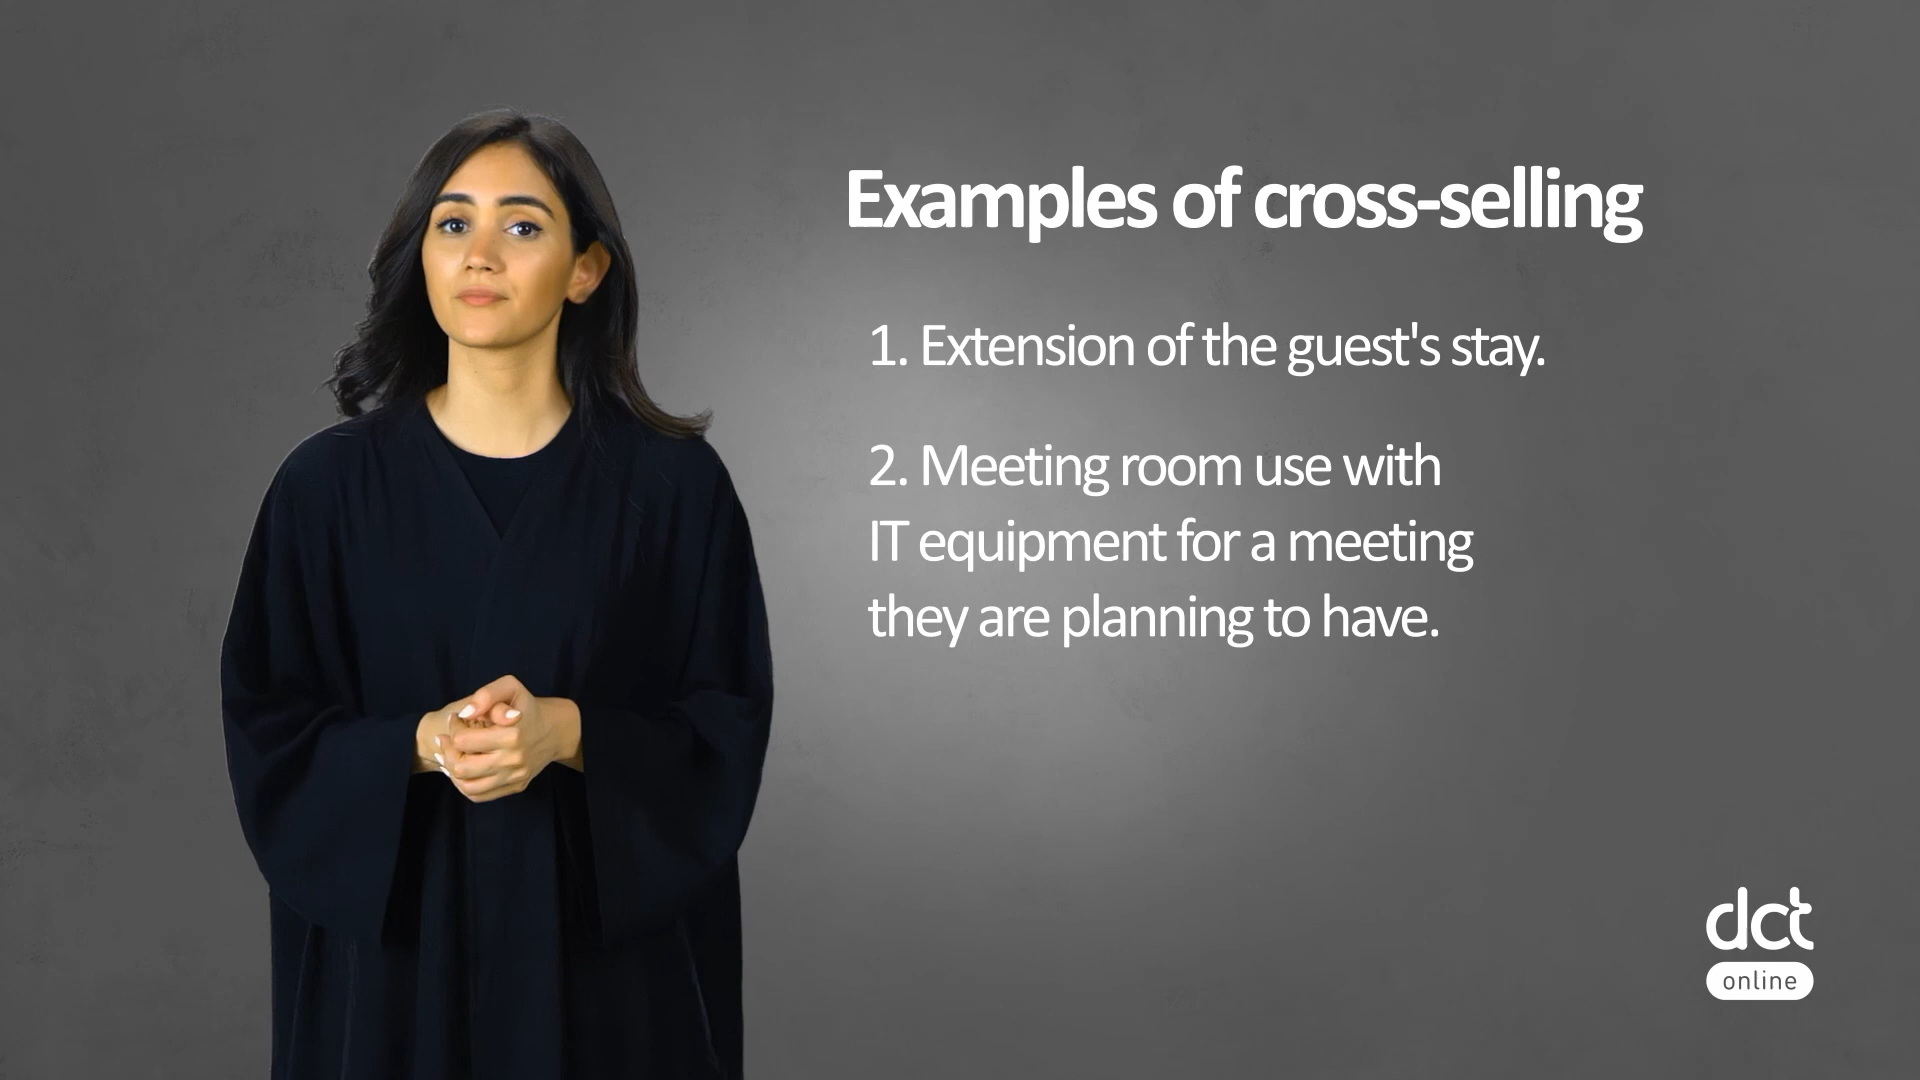 Examples of cross-selling
1. Extension of the guest's stay.
2. Meeting room use with
IT equipment for a meeting
they are planning to have.
dct
online